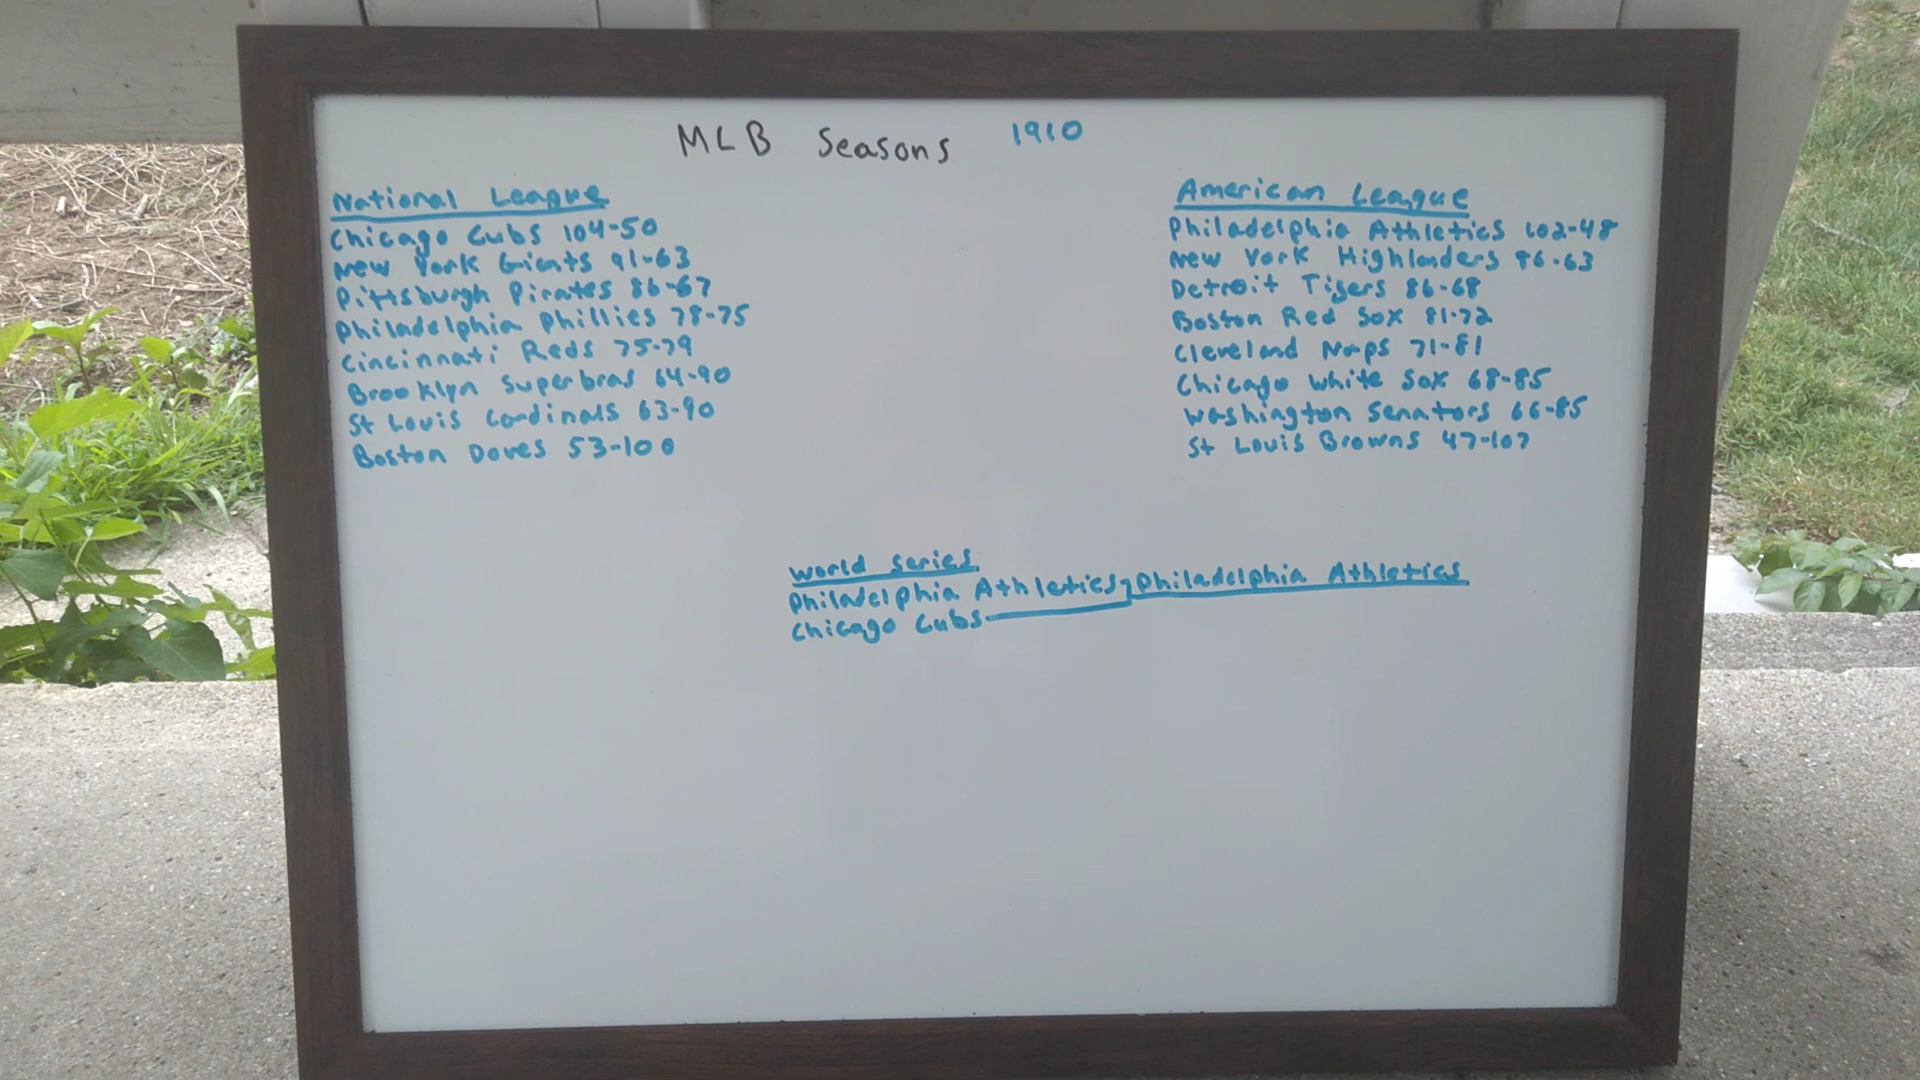 MLB Seasons 1910
National League
Chicago Cubs 104-50
New York Giants 91-63
Pittsburgh Pirates 86-67
Philadelphia Phillies 78-75
Cincinnati Reds 75-79
Brooklyn Superbras 64-90
St Louis Cardinals 63-90
Boston Doves 53-100
American League
Philadelphia Athletics 102-48
New York Highlanders 86-63
Detroit Tigers 86-68
Boston Red Sox 81-72
Cleveland Naps 71-81
Chicago White Sox 68-85
Washington Senators 66-85
St Louis Browns 47-107
World Series
Philadelphia Athletics Philadelphia Athletics
Chicago Cubs